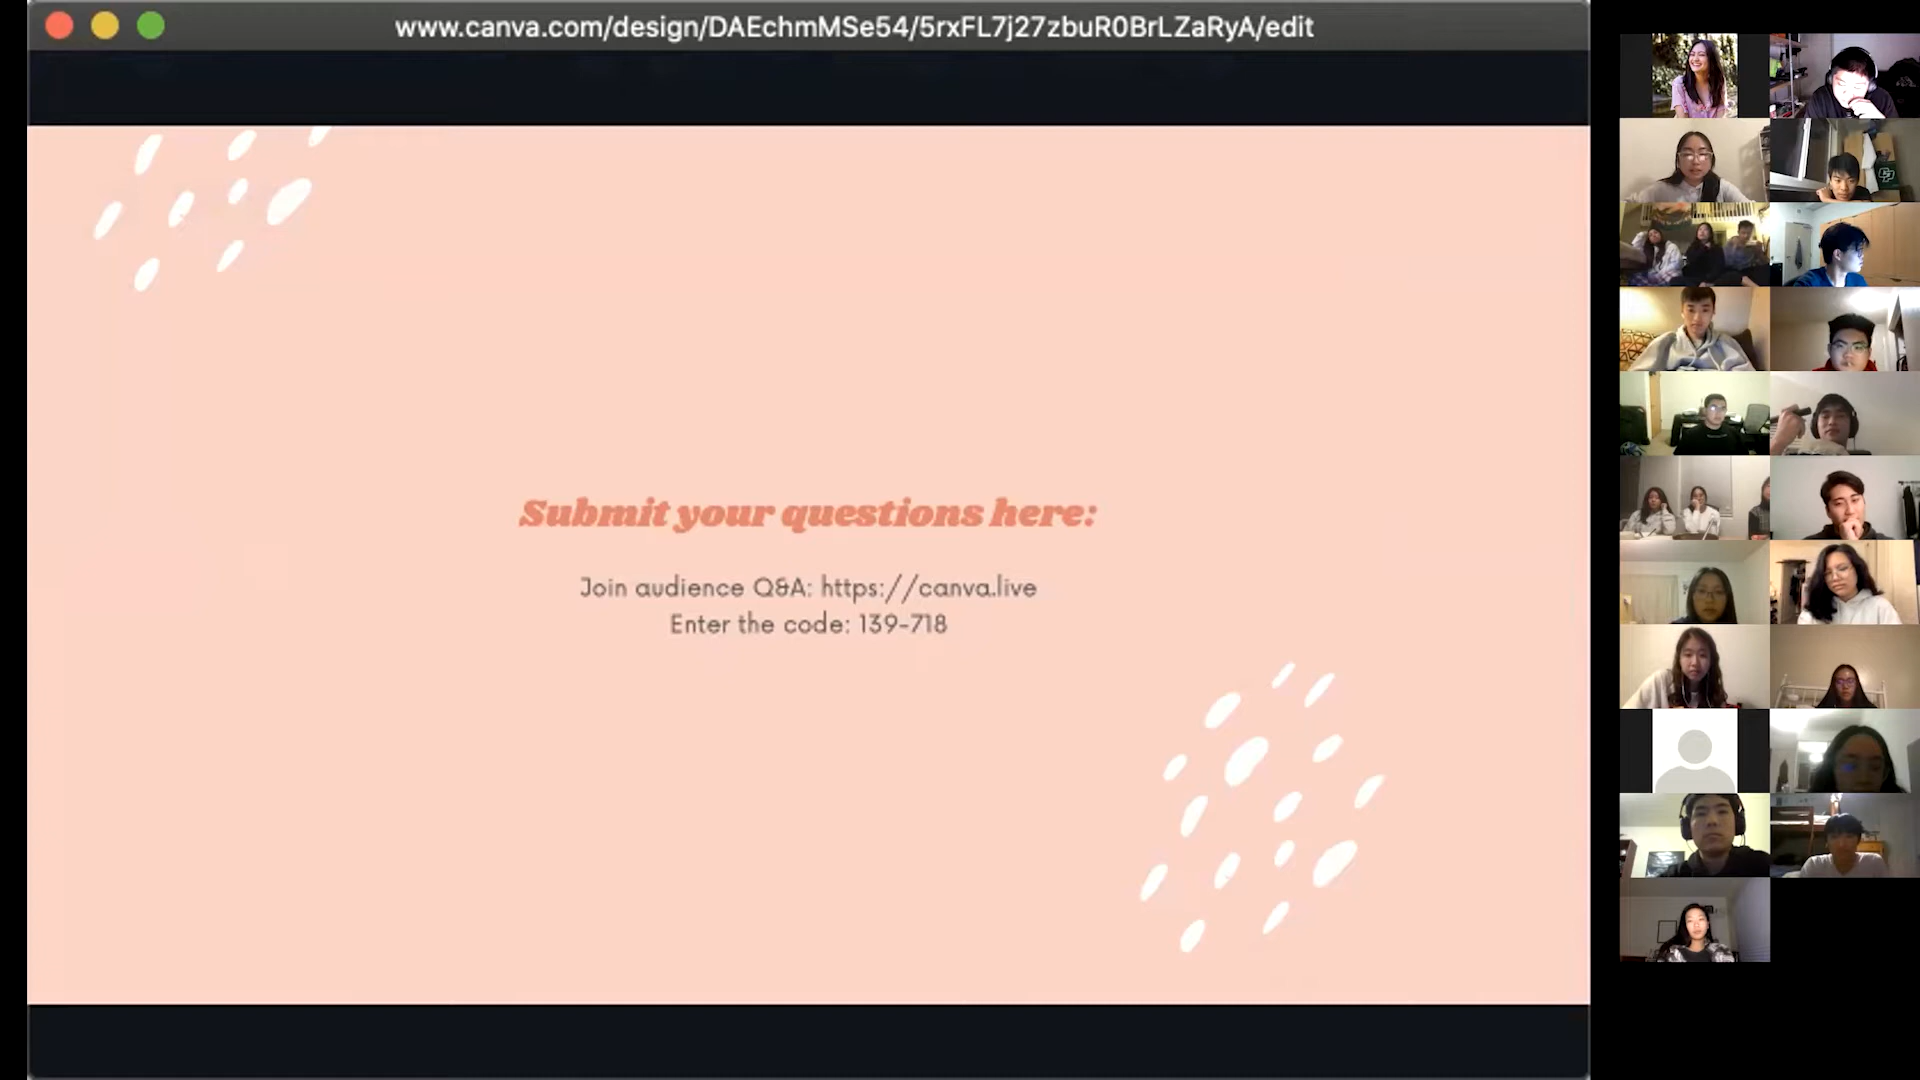 www.canva.com/design/DAEchmMSe54/5rxFL7j27zbuR0BrLZaRyA/edit
Submit your questions here:
Join audience Q&A: https://canva.live
Enter the code: 139-718